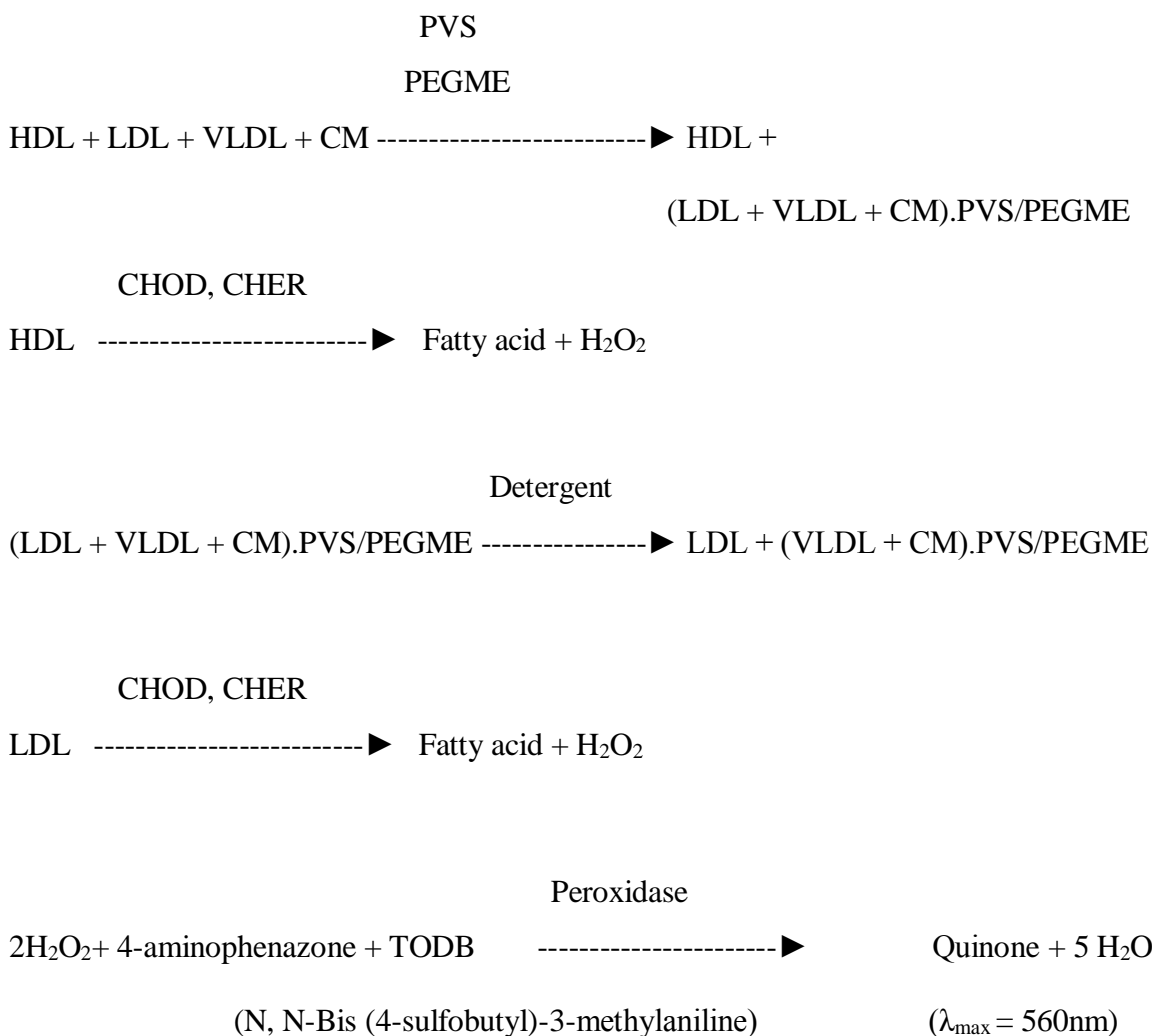 PVS
PEGME
HDL + LDL + VLDL + CM --------------------------► HDL +
(LDL + VLDL + CM).PVS/PEGME
CHOD, CHER
HDL --------------------------► Fatty acid + H₂O₂
Detergent
(LDL + VLDL + CM).PVS/PEGME ----------------► LDL + (VLDL + CM).PVS/PEGME
CHOD, CHER
LDL --------------------------► Fatty acid + H₂O₂
Peroxidase
2H₂O₂+ 4-aminophenazone + TODB -----------------------► Quinone + 5 H₂O
(N, N-Bis (4-sulfobutyl)-3-methylaniline) (λmax = 560nm)